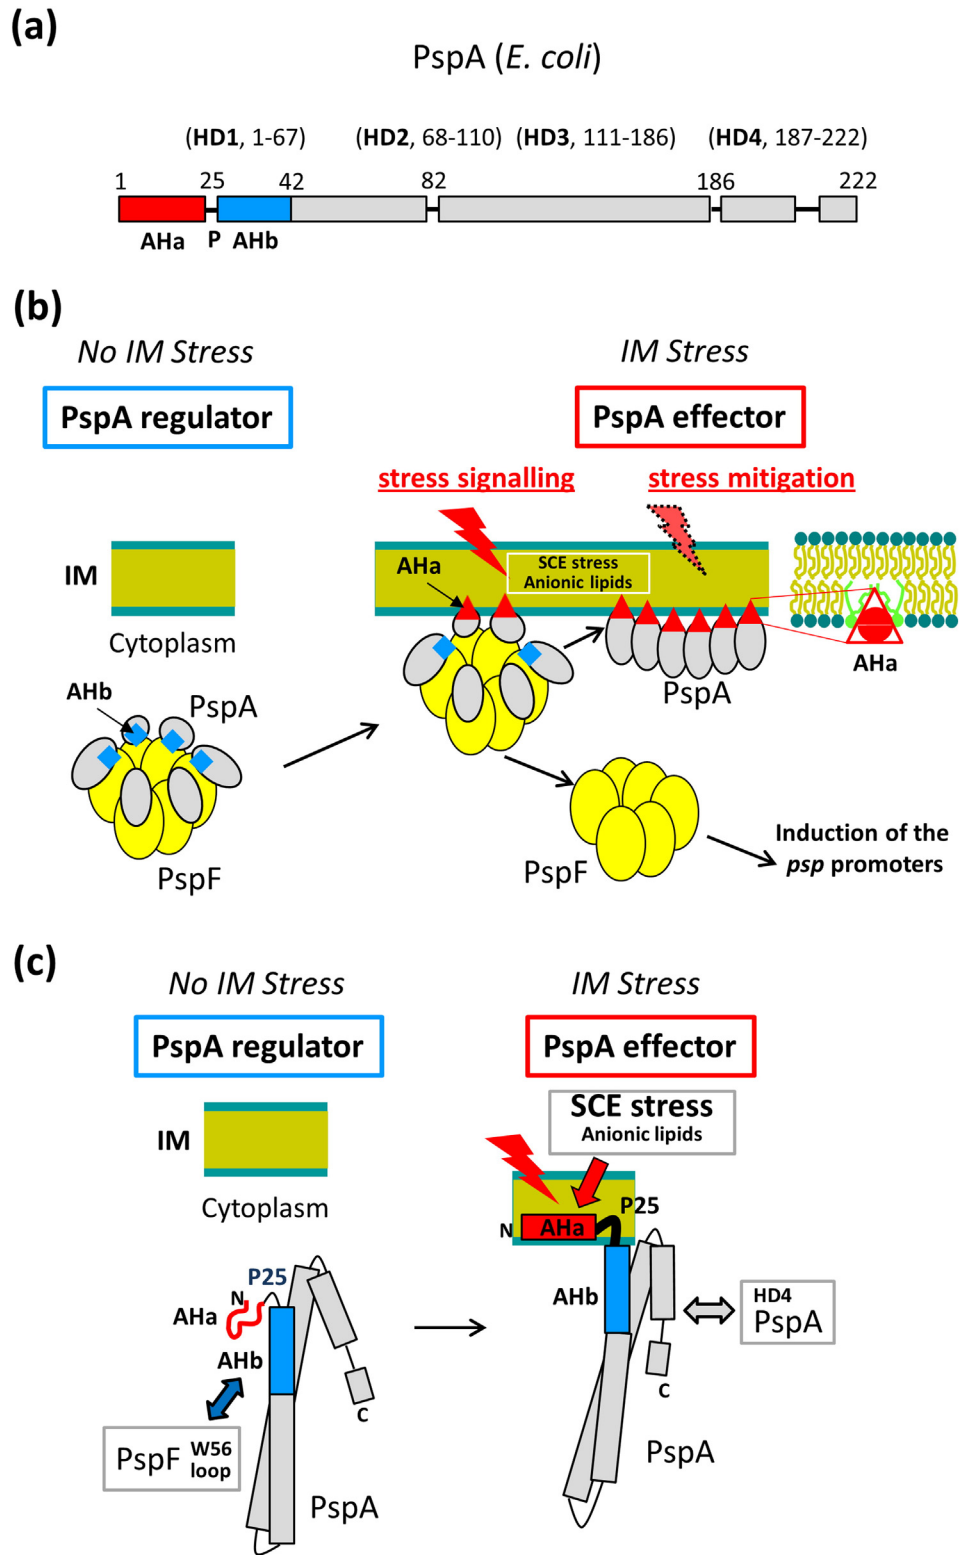 (a)
PspA (E. coli)
(HD1, 1-67) (HD2, 68-110) (HD3, 111-186) (HD4, 187-222)
1 25 42 82 186 222
AHa P AHb
(b)
No IM Stress
IM Stress
PspA regulator
PspA effector
stress signalling
stress mitigation
IM
AHa
SCE stress
Anionic lipids
Cytoplasm
AHa
PspA
AHb
PspA
PspF
PspF
Induction of the
psp promoters
(c)
No IM Stress
IM Stress
PspA regulator
PspA effector
SCE stress
Anionic lipids
IM
Cytoplasm
P25
N
AHa
P25
N
AHa
AHb
HD4
PspA
AHb
C
C
PspF W56
loop
PspA
PspA